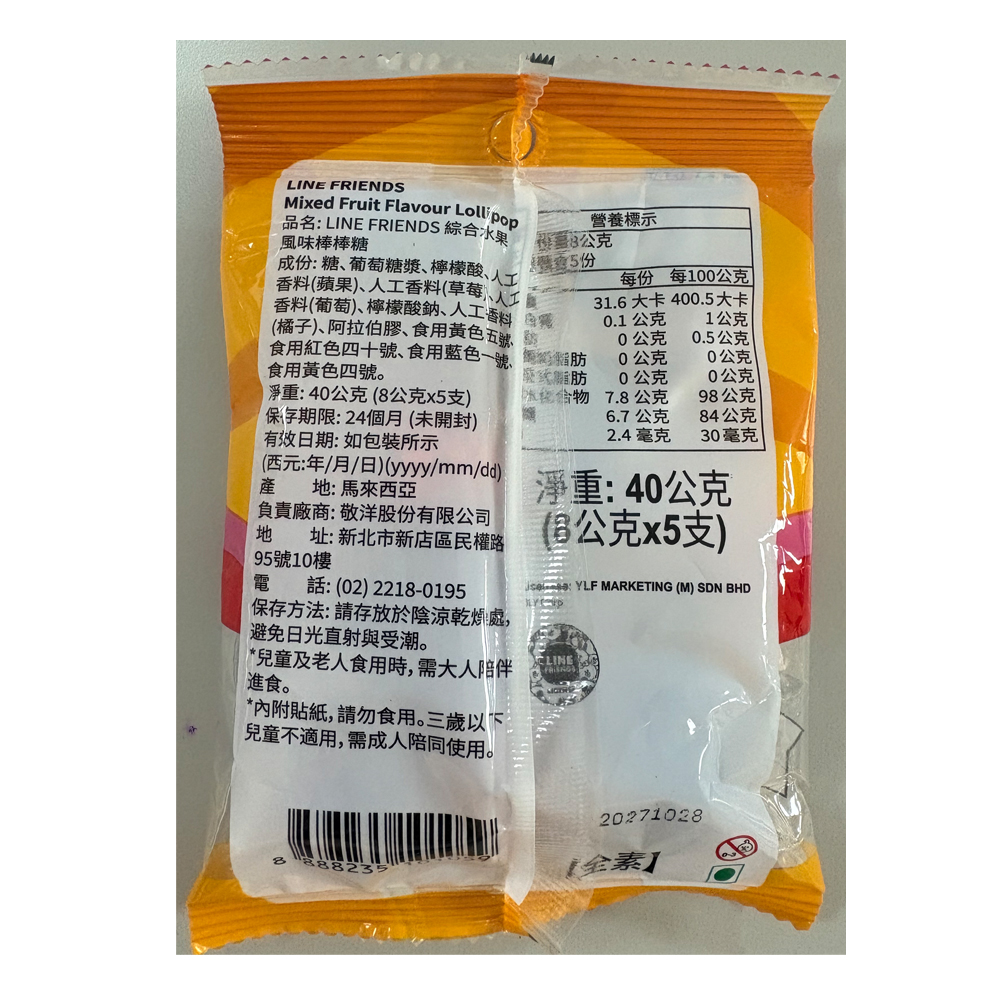 LINE FRIENDS
Mixed Fruit Flavour Lollipop
品名: LINE FRIENDS 綜合水果
風味棒棒糖
成份: 糖、葡萄糖漿、檸檬酸、人工
香料(蘋果)、人工香料(草莓)、人工
香料(葡萄)、檸檬酸鈉、人工香料
(橘子)、阿拉伯膠、食用黃色五號、
食用紅色四十號、食用藍色一號、
食用黃色四號。
淨重: 40公克 (8公克x5支)
保存期限: 24個月 (未開封)
有效日期: 如包裝所示
(西元:年/月/日)(yyyy/mm/dd)
產 地: 馬來西亞
負責廠商: 敬洋股份有限公司
地 址: 新北市新店區民權路
95號10樓
電 話: (02) 2218-0195
保存方法: 請存放於陰涼乾燥處,
避免日光直射與受潮。
*兒童及老人食用時, 需大人陪伴
進食。
*內附貼紙, 請勿食用。三歲以下
兒童不適用, 需成人陪同使用。
8 888235
營養標示
8公克
5份
每份 每100公克
31.6 大卡 400.5 大卡
0.1 公克 1 公克
0 公克 0.5 公克
脂肪 0 公克 0 公克
脂肪 0 公克 0 公克
合物 7.8 公克 98 公克
6.7 公克 84 公克
2.4 毫克 30 毫克
淨重: 40公克
(8公克x5支)
YLF MARKETING (M) SDN BHD
LINE
FRIENDS
20271028
【全素】
0-3